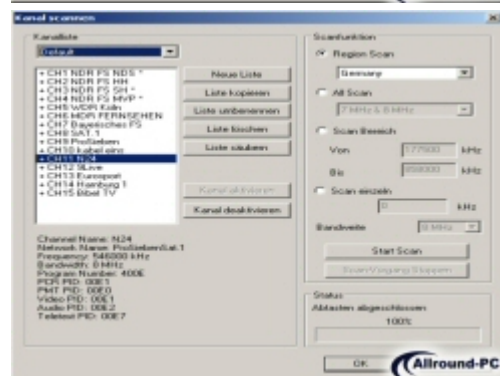 Kanal scannen
Kanalliste
Default
+ CH1 NDR FS NDS *
+ CH2 NDR FS HH
+ CH3 NDR FS SH *
+ CH4 NDR FS MVP *
+ CH5 WDR Köln
+ CH6 MDR FERNSEHEN
+ CH7 Bayerisches FS
+ CH8 SAT.1
+ CH9 ProSieben
+ CH10 kabel eins
+ CH11 N24
+ CH12 9Live
+ CH13 Eurosport
+ CH14 Hamburg 1
+ CH15 Bibel TV
Neue Liste
Liste kopieren
Liste umbenennen
Liste löschen
Liste säubern
Kanal aktivieren
Kanal deaktivieren
Channel Name: N24
Network Name: ProSiebenSat.1
Frequency: 546000 kHz
Bandwidth: 8 MHz
Program Number: 400E
PCR PID: 00E1
PMT PID: 00E0
Video PID: 00E1
Audio PID: 00E2
Teletext PID: 00E7
Scanfunktion
Region Scan
Germany
All Scan
7 MHz & 8 MHz
Scan Bereich
Von 177500 kHz
Bis 858000 kHz
Scan einzeln
0 kHz
Bandweite 8 MHz
Start Scan
Scan-Vorgang Stoppen
Status
Abtasten abgeschlossen
100%
OK
Allround-PC